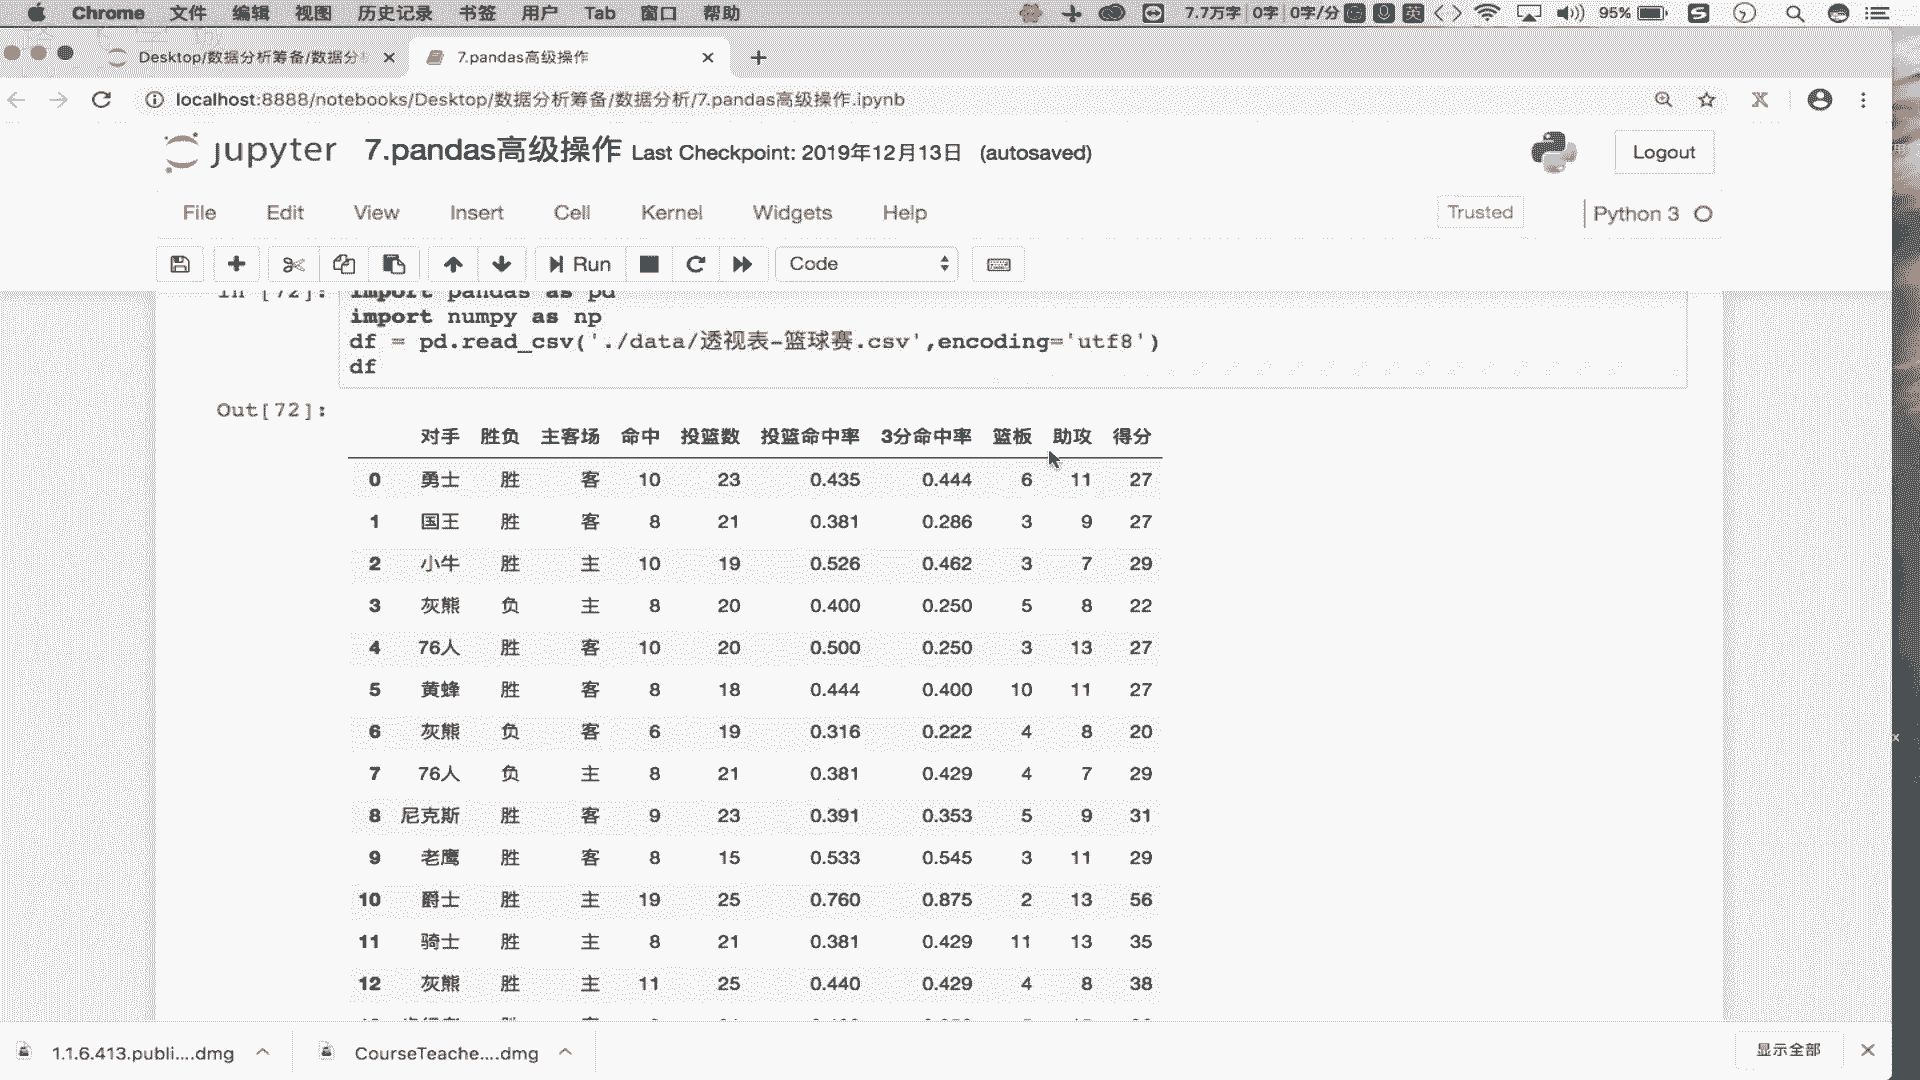 Chrome 文件 编辑 视图 历史记录 书签 用户 Tab 窗口 帮助 7.7万字 0字 0字/分 英 95%
Desktop/数据分析筹备/数据分 7.pandas高级操作
localhost:8888/notebooks/Desktop/数据分析筹备/数据分析/7.pandas高级操作.ipynb
jupyter 7.pandas高级操作 Last Checkpoint: 2019年12月13日 (autosaved) Logout
File Edit View Insert Cell Kernel Widgets Help Trusted Python 3
Run Code
In [72]: import pandas as pd
import numpy as np
df = pd.read_csv('./data/透视表-篮球赛.csv',encoding='utf8')
df
Out[72]:
对手 胜负 主客场 命中 投篮数 投篮命中率 3分命中率 篮板 助攻 得分
0 勇士 胜 客 10 23 0.435 0.444 6 11 27
1 国王 胜 客 8 21 0.381 0.286 3 9 27
2 小牛 胜 主 10 19 0.526 0.462 3 7 29
3 灰熊 负 主 8 20 0.400 0.250 5 8 22
4 76人 胜 客 10 20 0.500 0.250 3 13 27
5 黄蜂 胜 客 8 18 0.444 0.400 10 11 27
6 灰熊 负 客 6 19 0.316 0.222 4 8 20
7 76人 负 主 8 21 0.381 0.429 4 7 29
8 尼克斯 胜 客 9 23 0.391 0.353 5 9 31
9 老鹰 胜 客 8 15 0.533 0.545 3 11 29
10 爵士 胜 主 19 25 0.760 0.875 2 13 56
11 骑士 胜 主 8 21 0.381 0.429 11 13 35
12 灰熊 胜 主 11 25 0.440 0.429 4 8 38
1.1.6.413.publi....dmg CourseTeache....dmg 显示全部